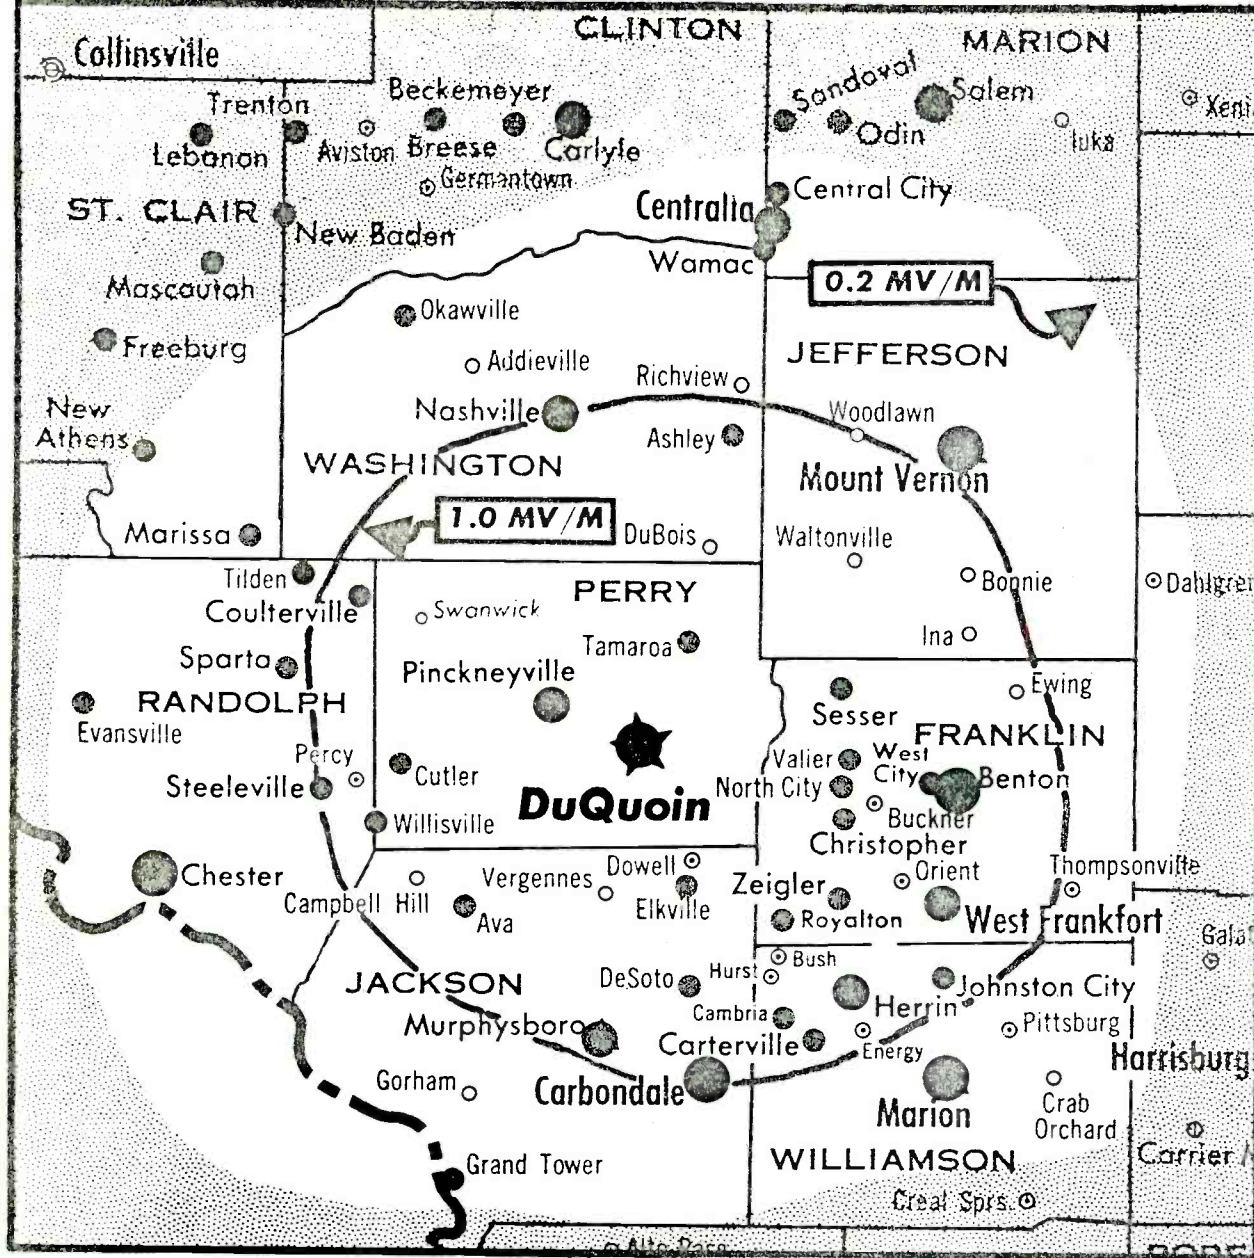 CLINTON
MARION
Collinsville
Beckemeyer
Sandoval
Salem
Trenton
Lebanon
Aviston
Breese
Carlyle
Odin
Iuka
Germantown
Central City
ST. CLAIR
Centralia
New Baden
Wamac
Mascoutah
0.2 MV/M
Okawville
Freeburg
JEFFERSON
Addieville
Richview
New
Athens
Nashville
Woodlawn
Ashley
WASHINGTON
Mount Vernon
1.0 MV/M
Marissa
DuBois
Waltonville
Tilden
PERRY
Bonnie
Coulterville
Swanwick
Tamaroa
Ina
Sparta
Pinckneyville
Ewing
RANDOLPH
Sesser
Evansville
FRANKLIN
Percy
Valier
West
City
Cutler
North City
Benton
Steeleville
DuQuoin
Willisville
Buckner
Christopher
Dowell
Orient
Thompsonville
Chester
Vergennes
Zeigler
Campbell Hill
Elkville
Ava
Royalton
West Frankfort
Bush
Hurst
JACKSON
DeSoto
Johnston City
Cambria
Herrin
Murphysboro
Pittsburg
Carterville
Energy
Harrisburg
Gorham
Carbondale
Marion
Crab
Orchard
Carrier
Grand Tower
WILLIAMSON
Creal Sprs.